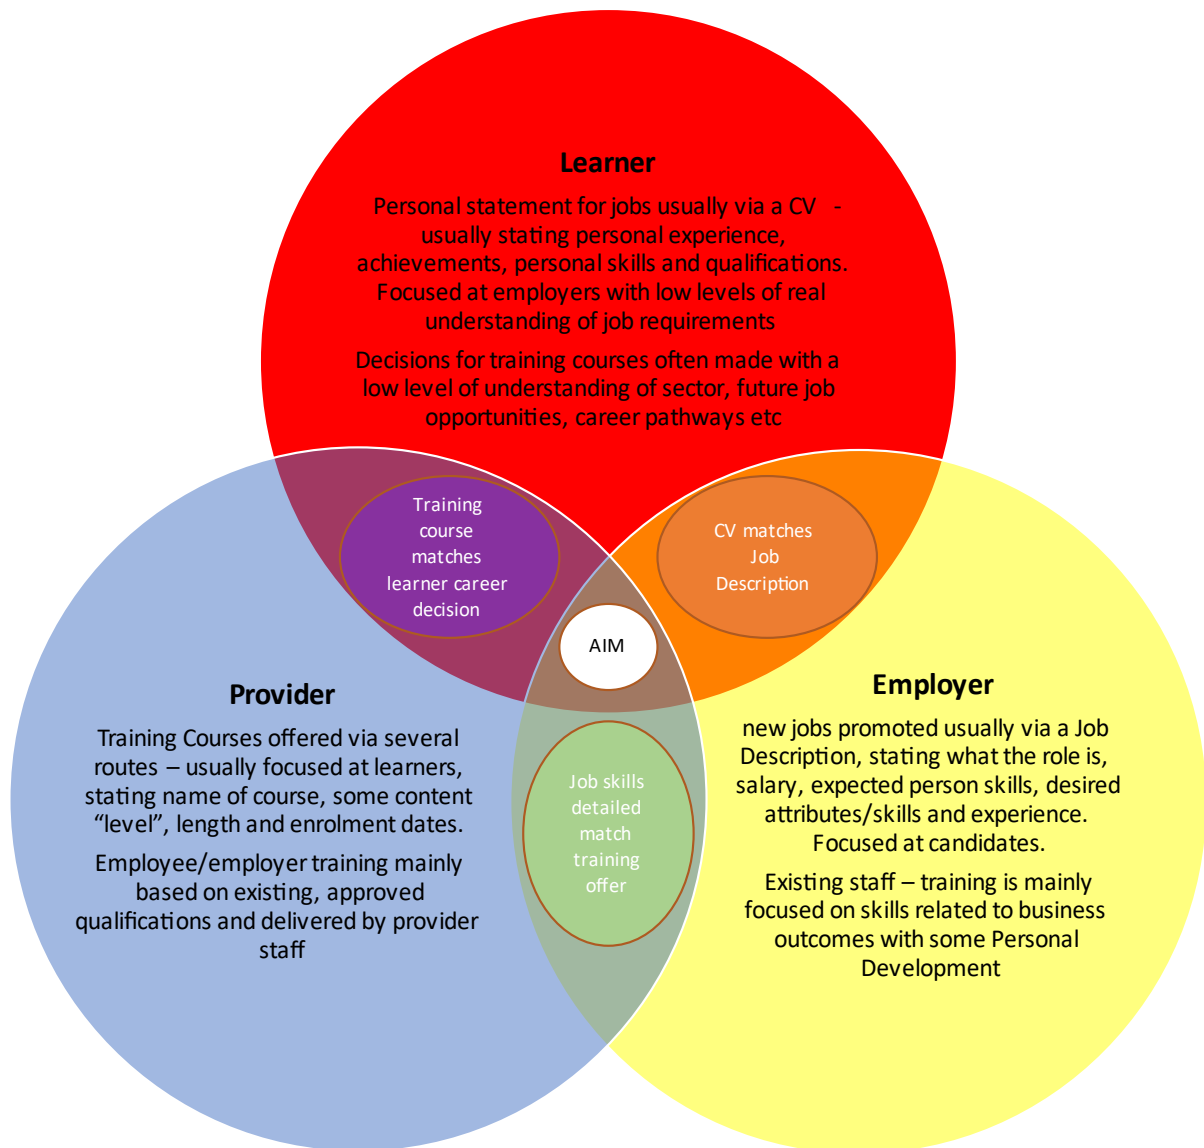 Learner
Personal statement for jobs usually via a CV -
usually stating personal experience,
achievements, personal skills and qualifications.
Focused at employers with low levels of real
understanding of job requirements
Decisions for training courses often made with a
low level of understanding of sector, future job
opportunities, career pathways etc
Training
course
matches
learner career
decision
CV matches
Job
Description
AIM
Provider
Training Courses offered via several
routes – usually focused at learners,
stating name of course, some content
“level”, length and enrolment dates.
Employee/employer training mainly
based on existing, approved
qualifications and delivered by provider
staff
Employer
new jobs promoted usually via a Job
Description, stating what the role is,
salary, expected person skills, desired
attributes/skills and experience.
Focused at candidates.
Existing staff – training is mainly
focused on skills related to business
outcomes with some Personal
Development
Job skills
detailed
match
training
offer